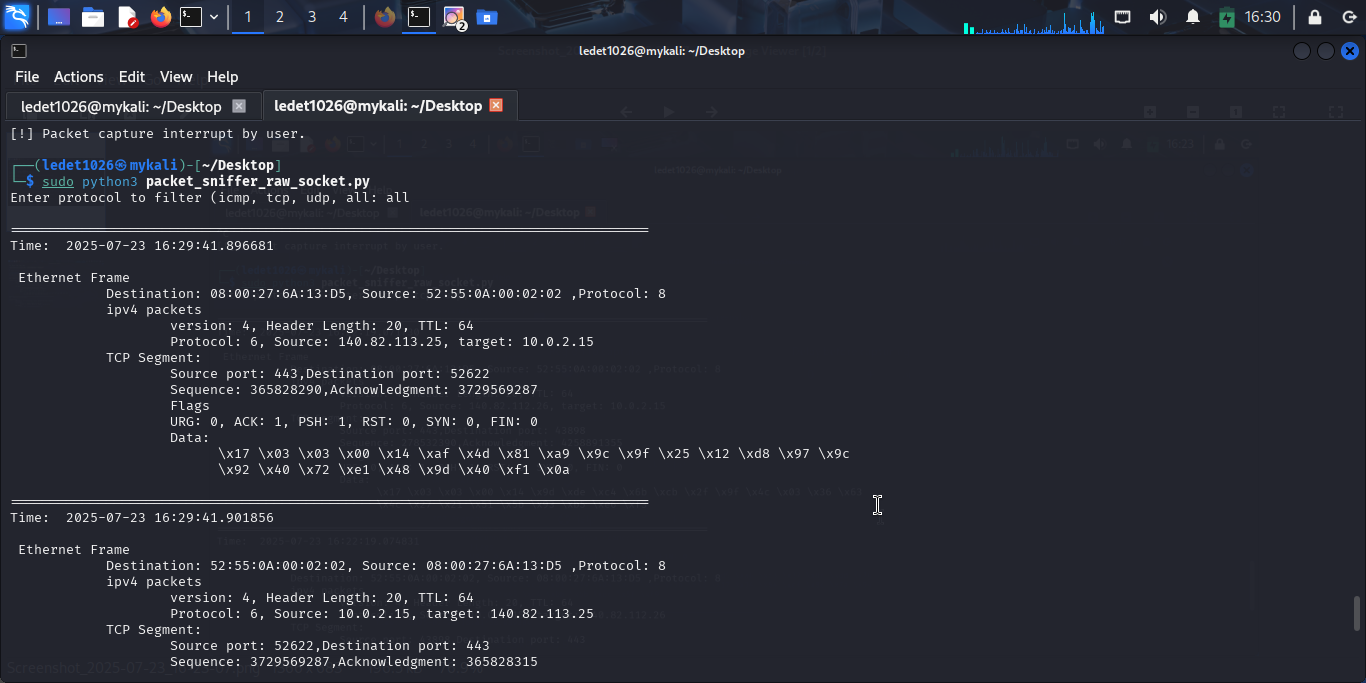 1 2 3 4 2 16:30
ledet1026@mykali: ~/Desktop
File Actions Edit View Help
ledet1026@mykali: ~/Desktop ledet1026@mykali: ~/Desktop
[!] Packet capture interrupt by user.
┌──(ledet1026㉿mykali)-[~/Desktop]
└─$ sudo python3 packet_sniffer_raw_socket.py
Enter protocol to filter (icmp, tcp, udp, all: all
================================================================================
Time:  2025-07-23 16:29:41.896681
Ethernet Frame
Destination: 08:00:27:6A:13:D5, Source: 52:55:0A:00:02:02 ,Protocol: 8
ipv4 packets
version: 4, Header Length: 20, TTL: 64
Protocol: 6, Source: 140.82.113.25, target: 10.0.2.15
TCP Segment:
Source port: 443,Destination port: 52622
Sequence: 365828290,Acknowledgment: 3729569287
Flags
URG: 0, ACK: 1, PSH: 1, RST: 0, SYN: 0, FIN: 0
Data:
\x17 \x03 \x03 \x00 \x14 \xaf \x4d \x81 \xa9 \x9c \x9f \x25 \x12 \xd8 \x97 \x9c
\x92 \x40 \x72 \xe1 \x48 \x9d \x40 \xf1 \x0a
================================================================================
Time:  2025-07-23 16:29:41.901856
Ethernet Frame
Destination: 52:55:0A:00:02:02, Source: 08:00:27:6A:13:D5 ,Protocol: 8
ipv4 packets
version: 4, Header Length: 20, TTL: 64
Protocol: 6, Source: 10.0.2.15, target: 140.82.113.25
TCP Segment:
Source port: 52622,Destination port: 443
Sequence: 3729569287,Acknowledgment: 365828315